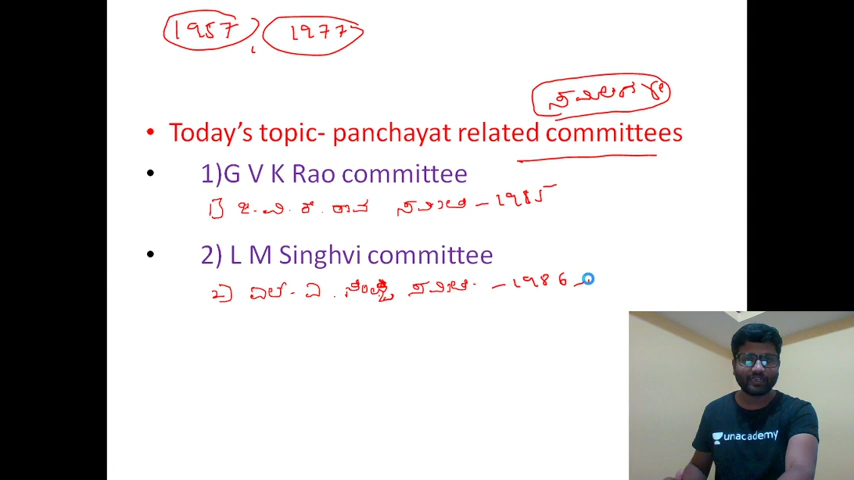 1957, 1977
ಸಮಿತಿಗಳು
• Today's topic- panchayat related committees
• 1)G V K Rao committee
1) ಜಿ.ವಿ.ಕೆ.ರಾವ್ ಸಮಿತಿ - 1985
• 2) L M Singhvi committee
2) ಎಲ್.ಎಂ. ಸಮಿತಿ - 1986
unacademy